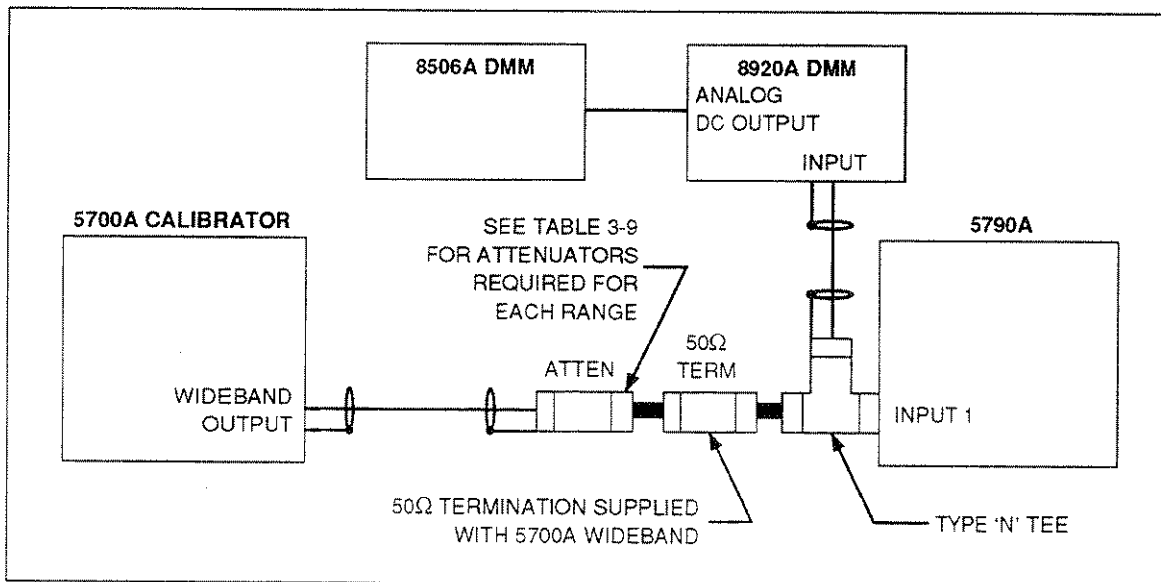 8506A DMM
8920A DMM
ANALOG
DC OUTPUT
INPUT
5700A CALIBRATOR
SEE TABLE 3-9
FOR ATTENUATORS
REQUIRED FOR
EACH RANGE
5790A
50Ω
TERM
ATTEN
WIDEBAND
OUTPUT
INPUT 1
50Ω TERMINATION SUPPLIED
WITH 5700A WIDEBAND
TYPE 'N' TEE